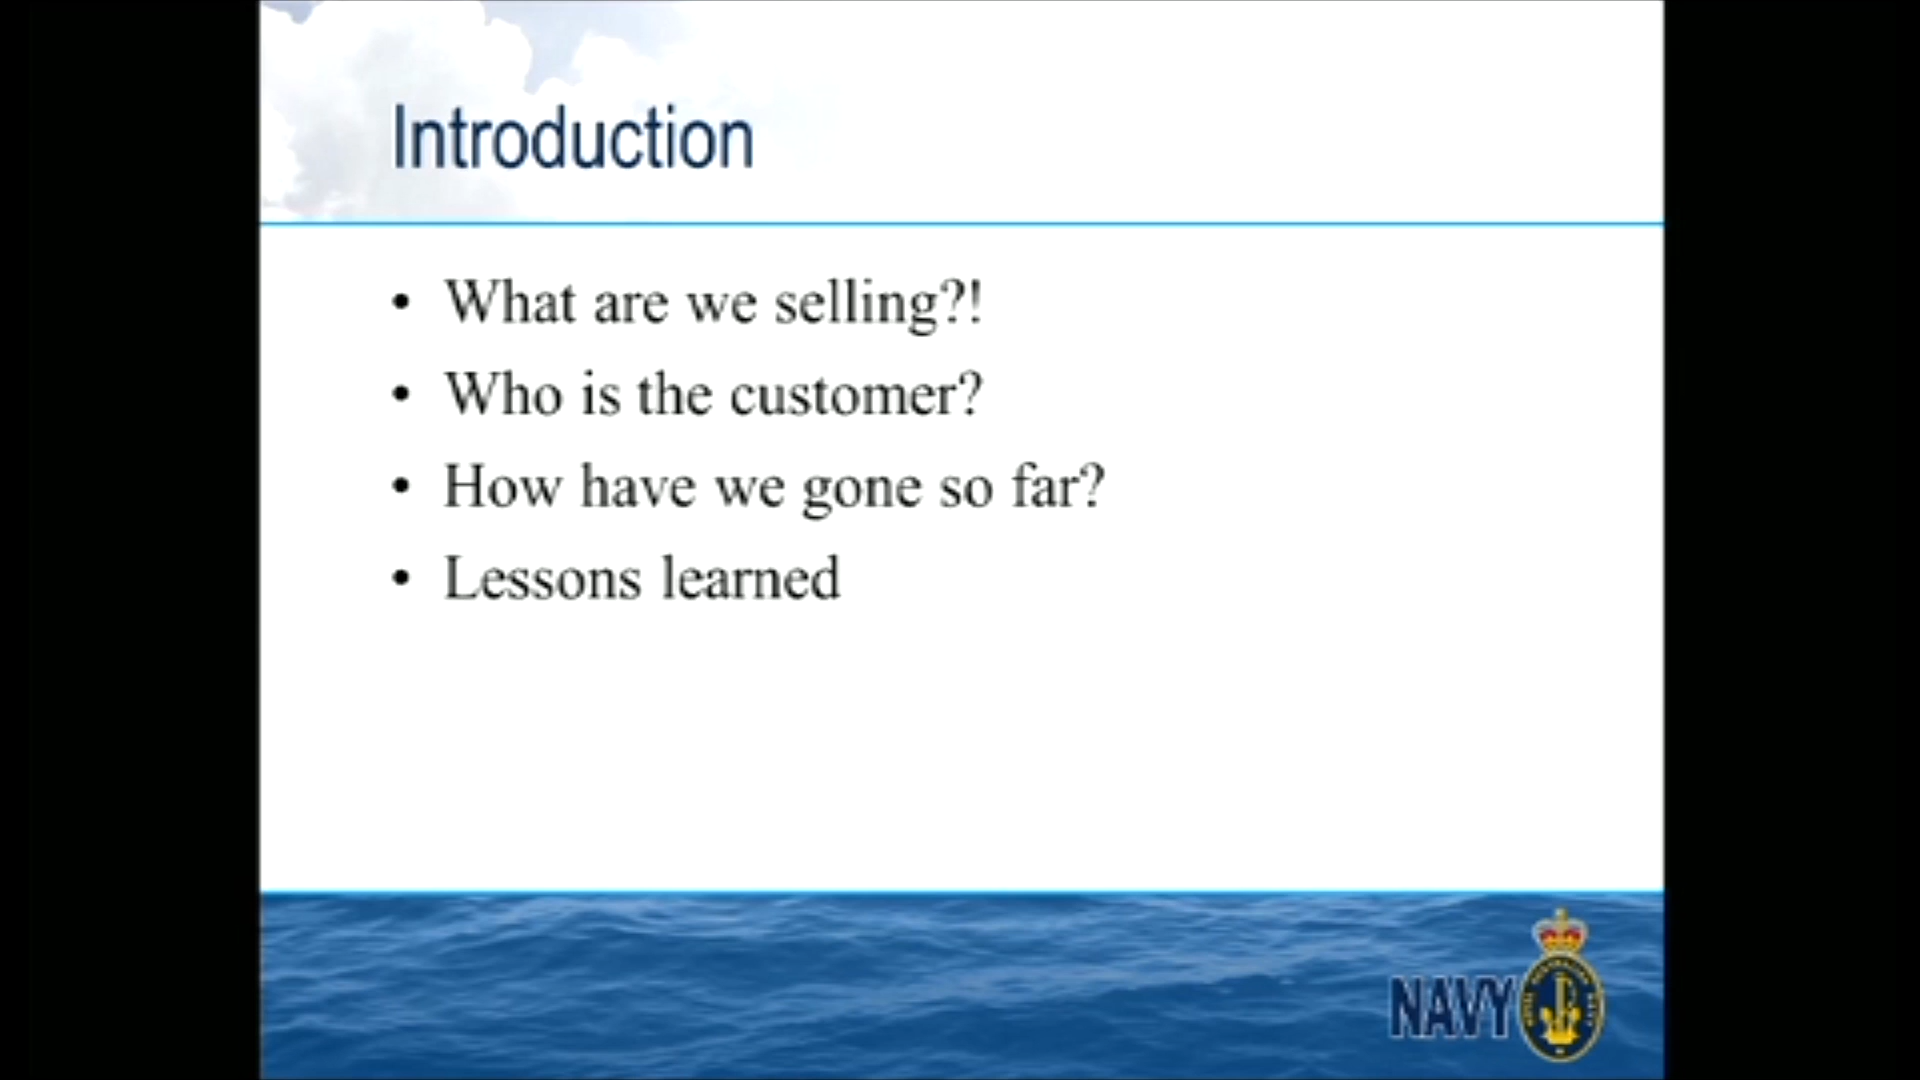 Introduction
• What are we selling?!
• Who is the customer?
• How have we gone so far?
• Lessons learned
NAVY